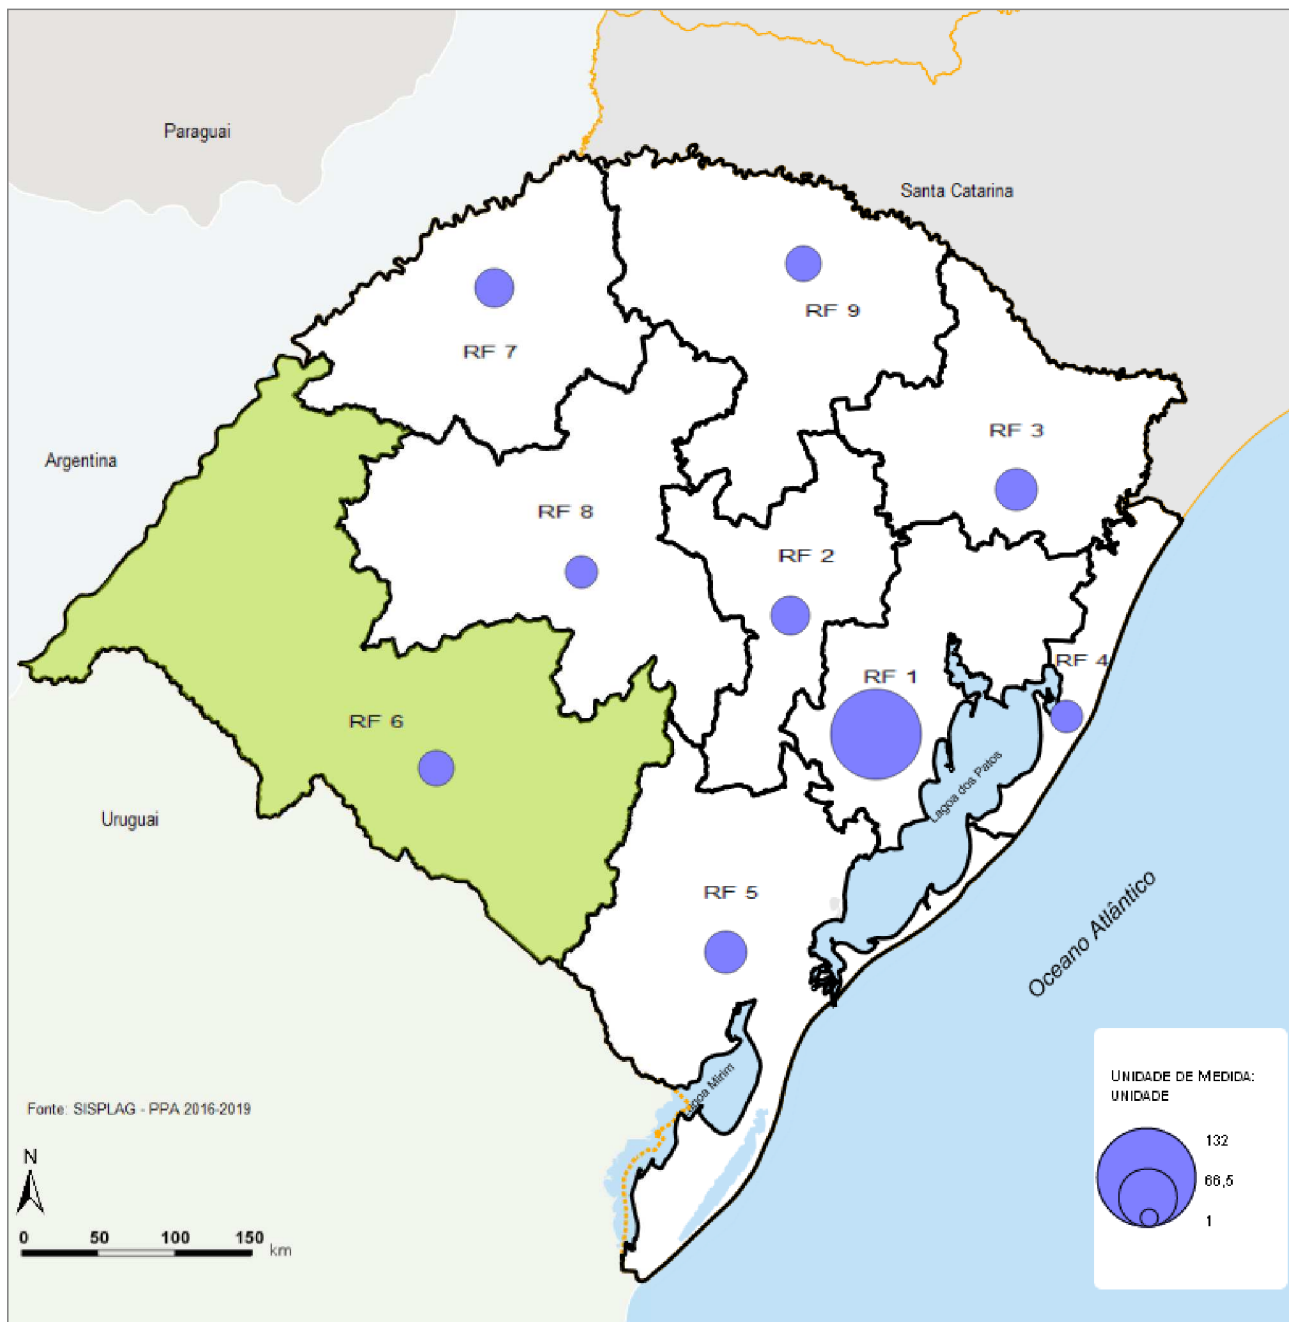 Paraguai
Santa Catarina
RF 9
RF 7
RF 3
Argentina
RF 8
RF 2
RF 4
RF 1
RF 6
Lagoa dos Patos
Uruguai
RF 5
Oceano Atlântico
Lagoa Mirim
UNIDADE DE MEDIDA:
UNIDADE
132
66,5
1
Fonte: SISPLAG - PPA 2016-2019
N
0 50 100 150
km